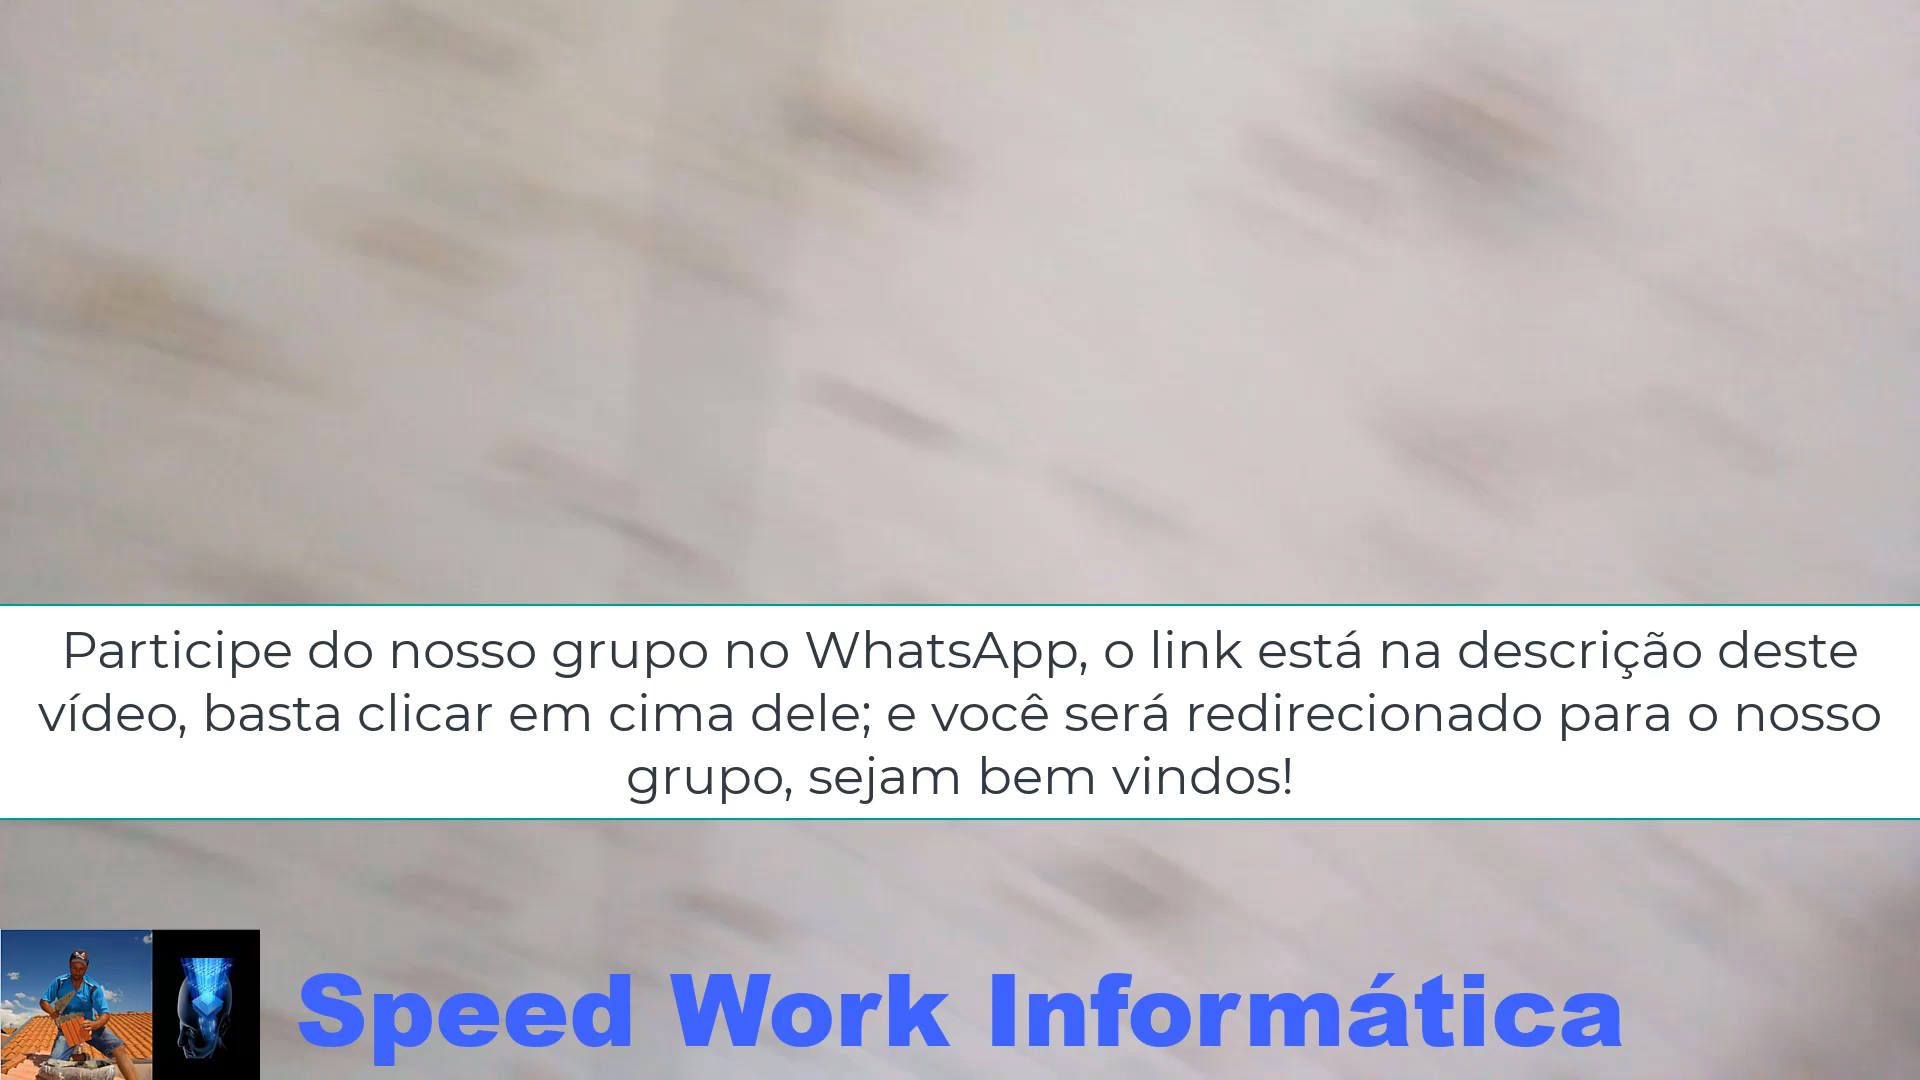 Participe do nosso grupo no WhatsApp, o link está na descrição deste
vídeo, basta clicar em cima dele; e você será redirecionado para o nosso
grupo, sejam bem vindos!
Speed Work Informática